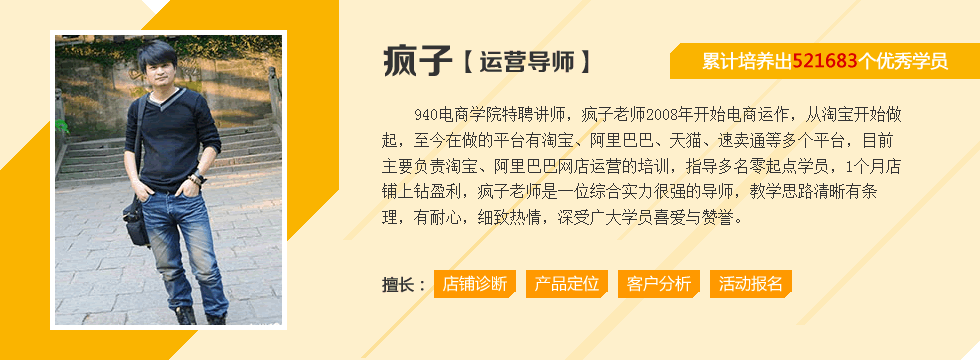 疯子【运营导师】
累计培养出521683个优秀学员
940电商学院特聘讲师，疯子老师2008年开始电商运作，从淘宝开始做
起，至今在做的平台有淘宝、阿里巴巴、天猫、速卖通等多个平台，目前
主要负责淘宝、阿里巴巴网店运营的培训，指导多名零起点学员，1个月店
铺上钻盈利，疯子老师是一位综合实力很强的导师，教学思路清晰有条
理，有耐心，细致热情，深受广大学员喜爱与赞誉。
擅长： 店铺诊断 产品定位 客户分析 活动报名